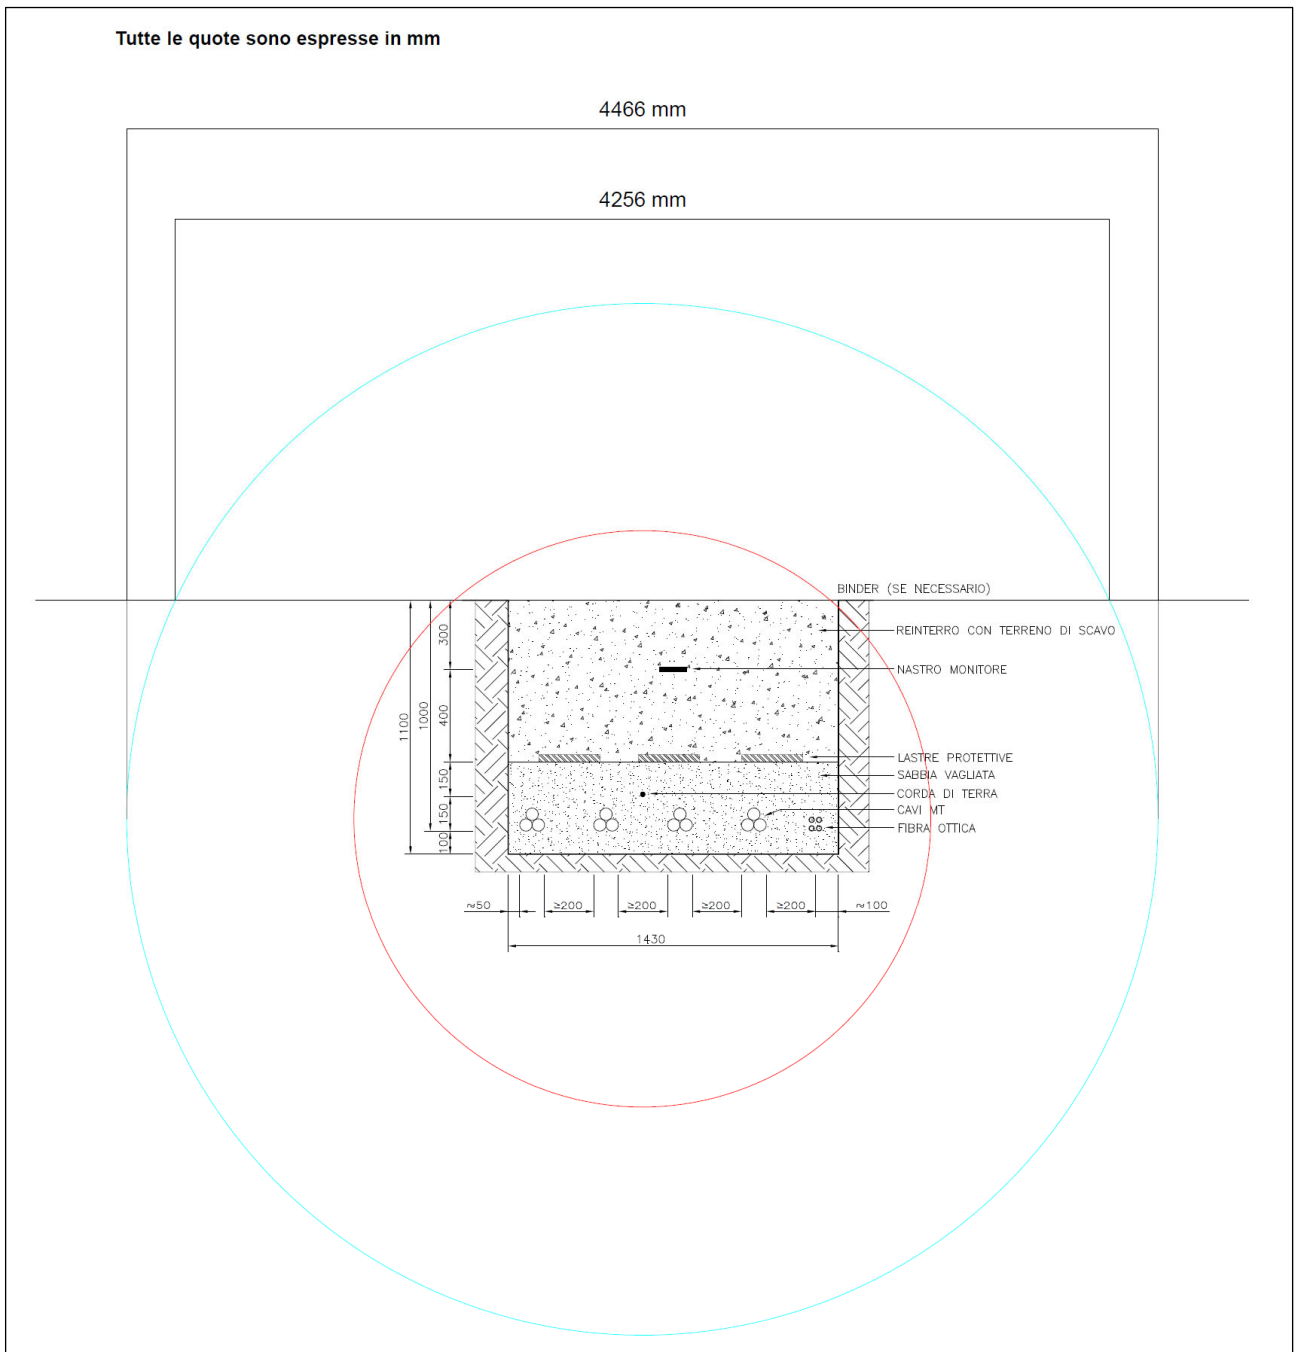 Tutte le quote sono espresse in mm
4466 mm
4256 mm
BINDER (SE NECESSARIO)
300
REINTERRO CON TERRENO DI SCAVO
NASTRO MONITORE
400
1000
1100
LASTRE PROTETTIVE
150
SABBIA VAGLIATA
CORDA DI TERRA
150
CAVI MT
FIBRA OTTICA
100
≈50
≥200
≥200
≥200
≥200
≈100
1430